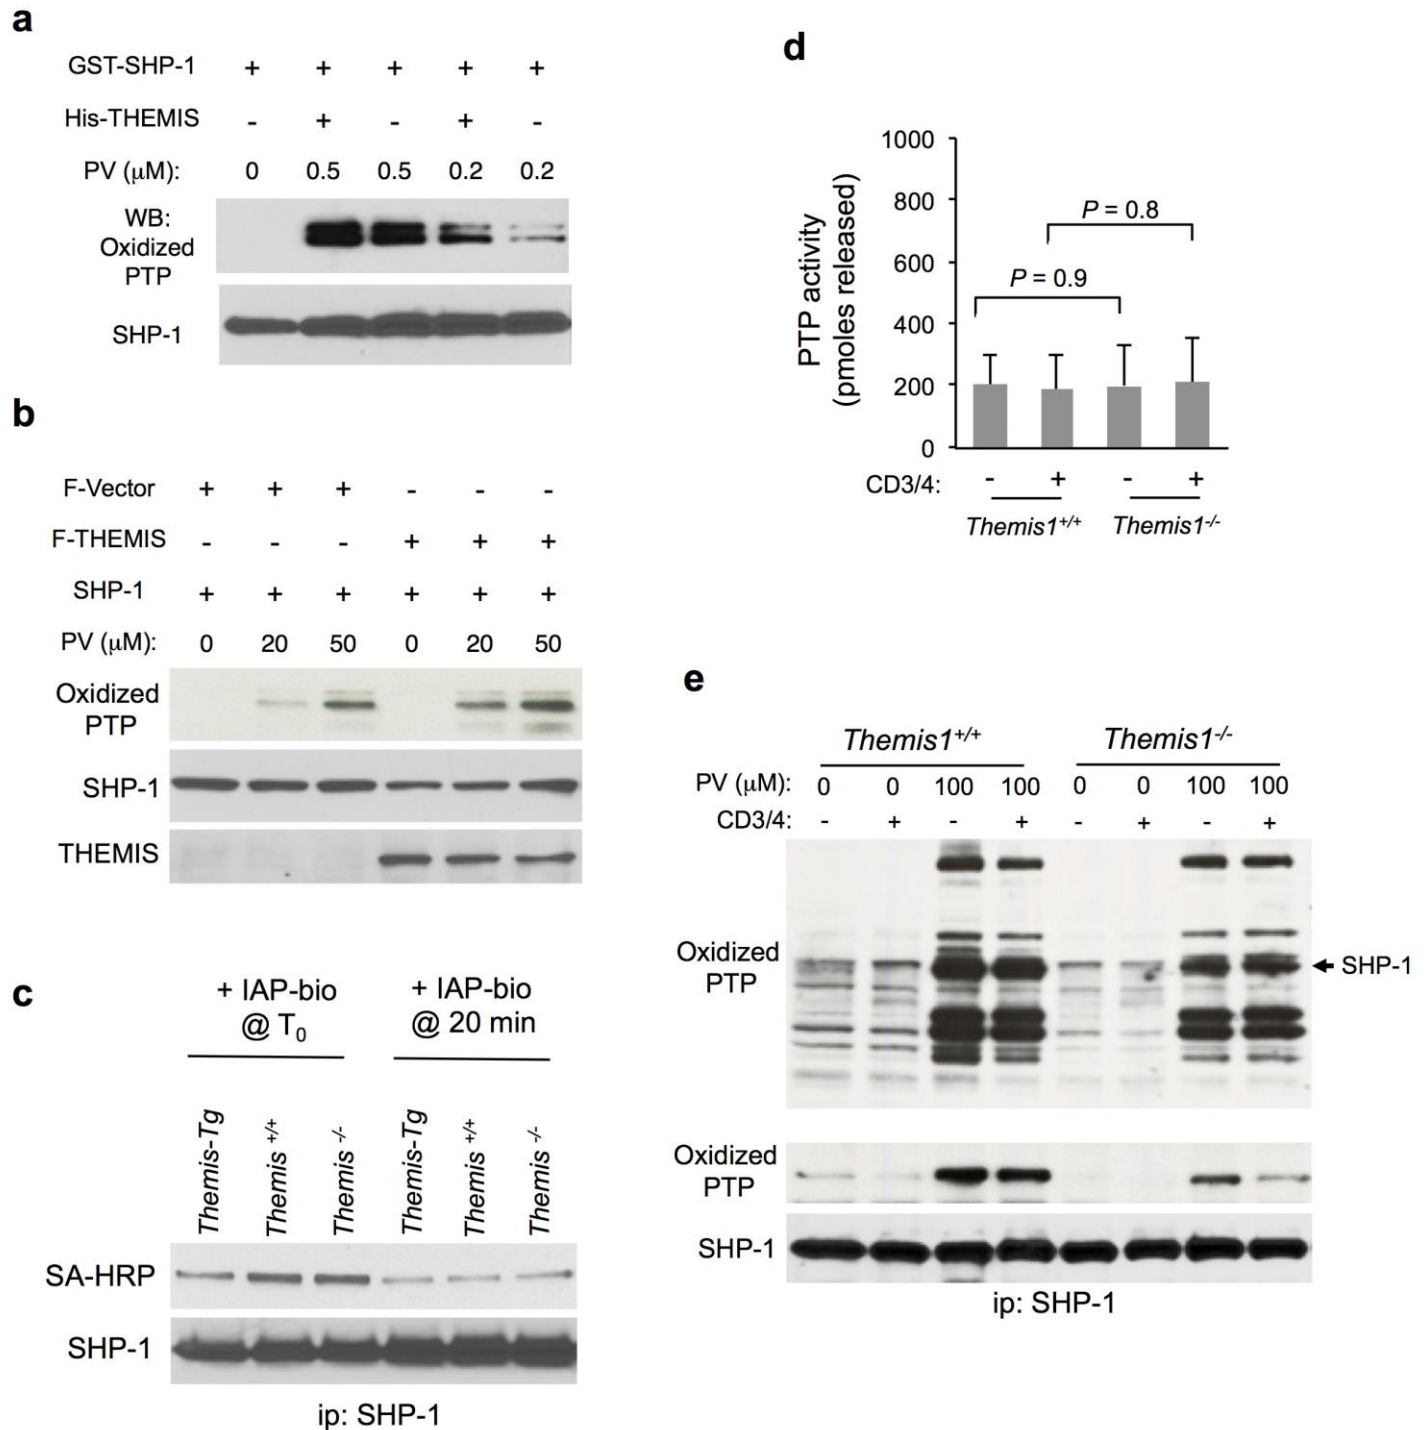 a
GST-SHP-1 + + + + +
His-THEMIS - + - + -
PV (μM): 0 0.5 0.5 0.2 0.2
WB:
Oxidized
PTP
SHP-1
b
F-Vector + + + - - -
F-THEMIS - - - + + +
SHP-1 + + + + + +
PV (μM): 0 20 50 0 20 50
Oxidized
PTP
SHP-1
THEMIS
c
+ IAP-bio
@ T0
+ IAP-bio
@ 20 min
Themis-Tg
Themis +/+
Themis -/-
Themis-Tg
Themis +/+
Themis -/-
SA-HRP
SHP-1
ip: SHP-1
d
PTP activity
(pmoles released)
1000
800
600
400
200
0
P = 0.8
P = 0.9
CD3/4: - + - +
Themis1+/+ Themis1-/-
e
Themis1+/+ Themis1-/-
PV (μM): 0 0 100 100 0 0 100 100
CD3/4: - + - + - + - +
Oxidized
PTP
SHP-1
Oxidized
PTP
SHP-1
ip: SHP-1